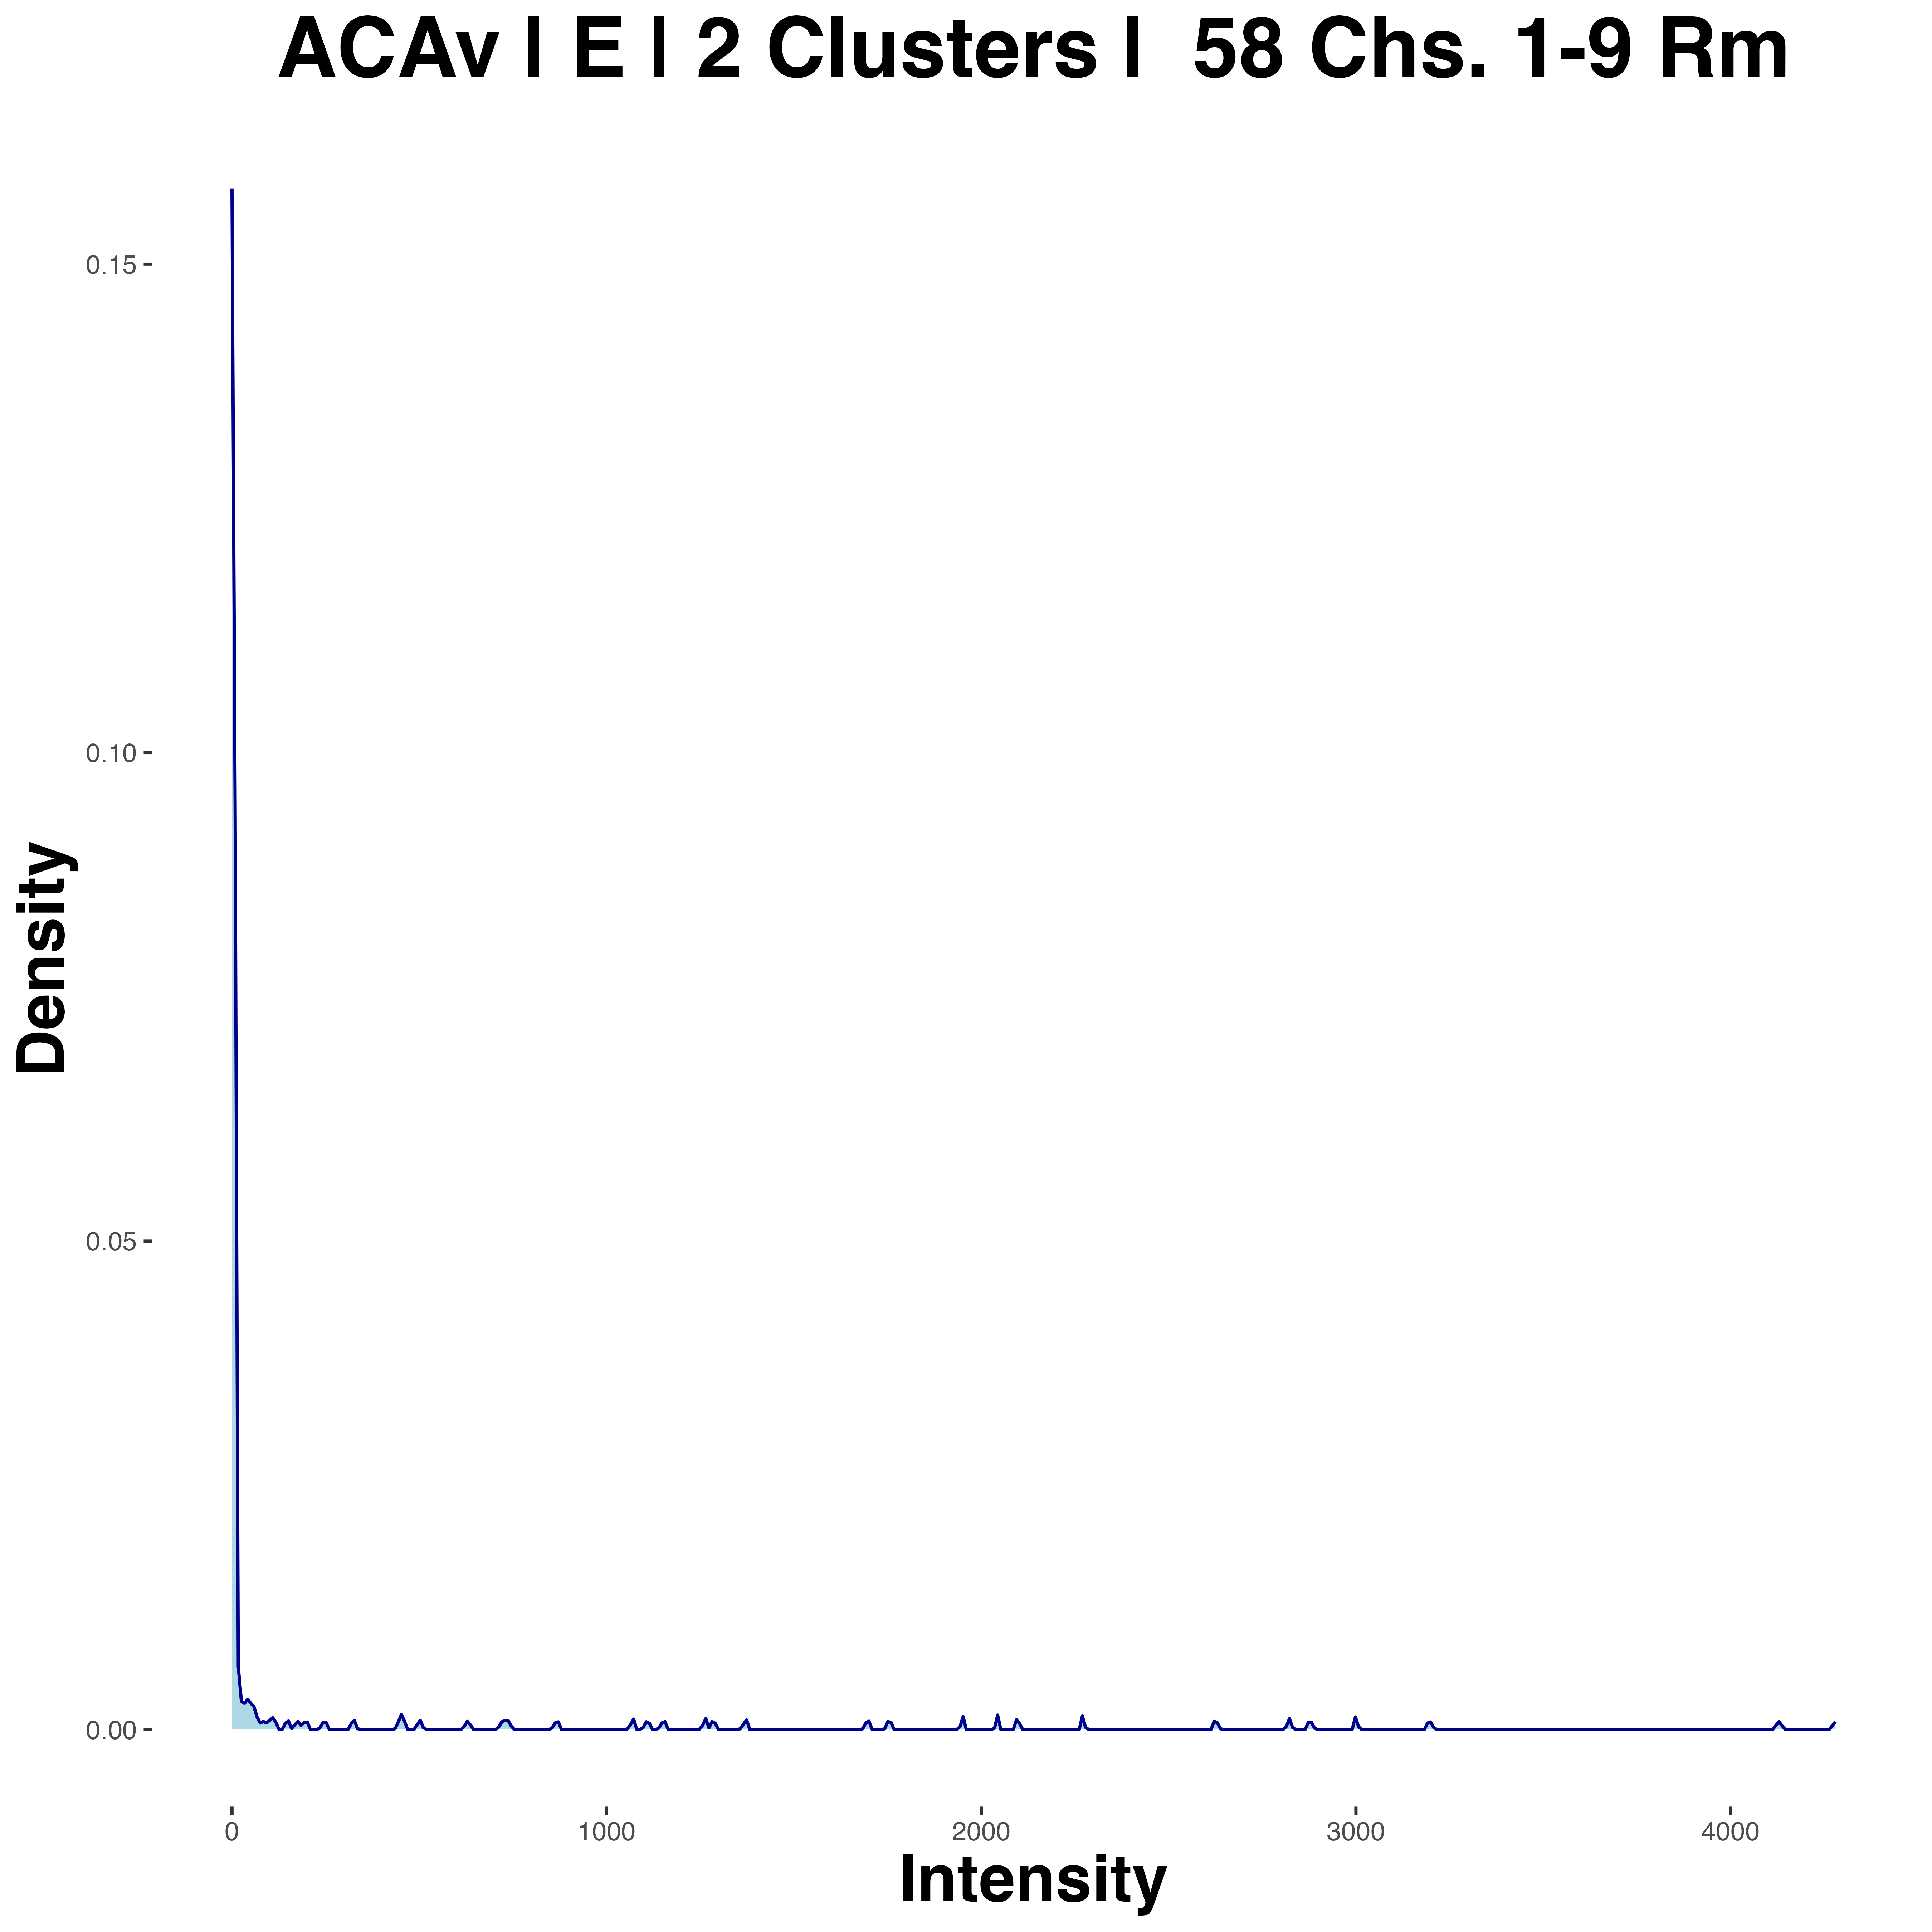 ACAv | E | 2 Clusters |  58 Chs. 1-9 Rm
0.15
0.10
0.05
0.00
Density
0 1000 2000 3000 4000
Intensity